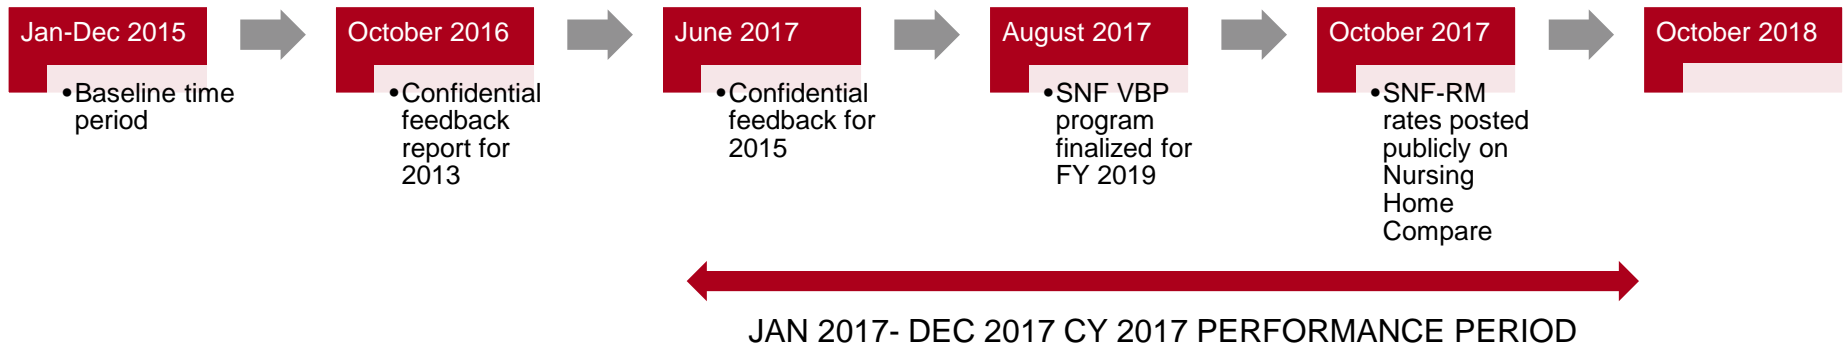 Jan-Dec 2015
•Baseline time
period
October 2016
•Confidential
feedback
report for
2013
June 2017
•Confidential
feedback for
2015
August 2017
•SNF VBP
program
finalized for
FY 2019
October 2017
•SNF-RM
rates posted
publicly on
Nursing
Home
Compare
October 2018
JAN 2017- DEC 2017 CY 2017 PERFORMANCE PERIOD